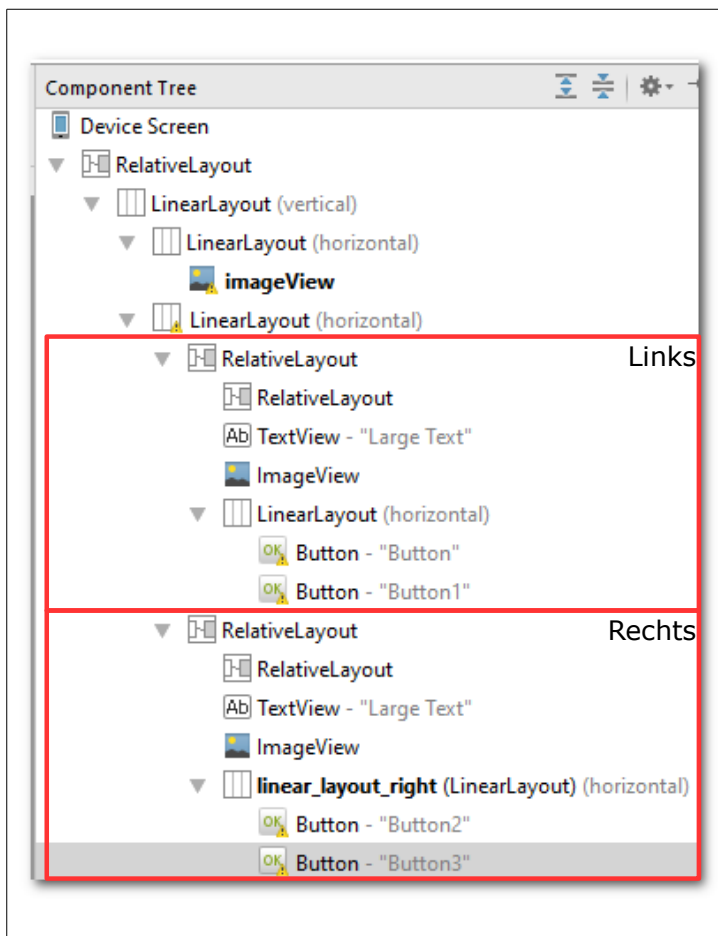 Component Tree
Device Screen
RelativeLayout
LinearLayout (vertical)
LinearLayout (horizontal)
imageView
LinearLayout (horizontal)
RelativeLayout Links
RelativeLayout
Ab TextView - "Large Text"
ImageView
LinearLayout (horizontal)
OK Button - "Button"
OK Button - "Button1"
RelativeLayout Rechts
RelativeLayout
Ab TextView - "Large Text"
ImageView
linear_layout_right (LinearLayout) (horizontal)
OK Button - "Button2"
OK Button - "Button3"